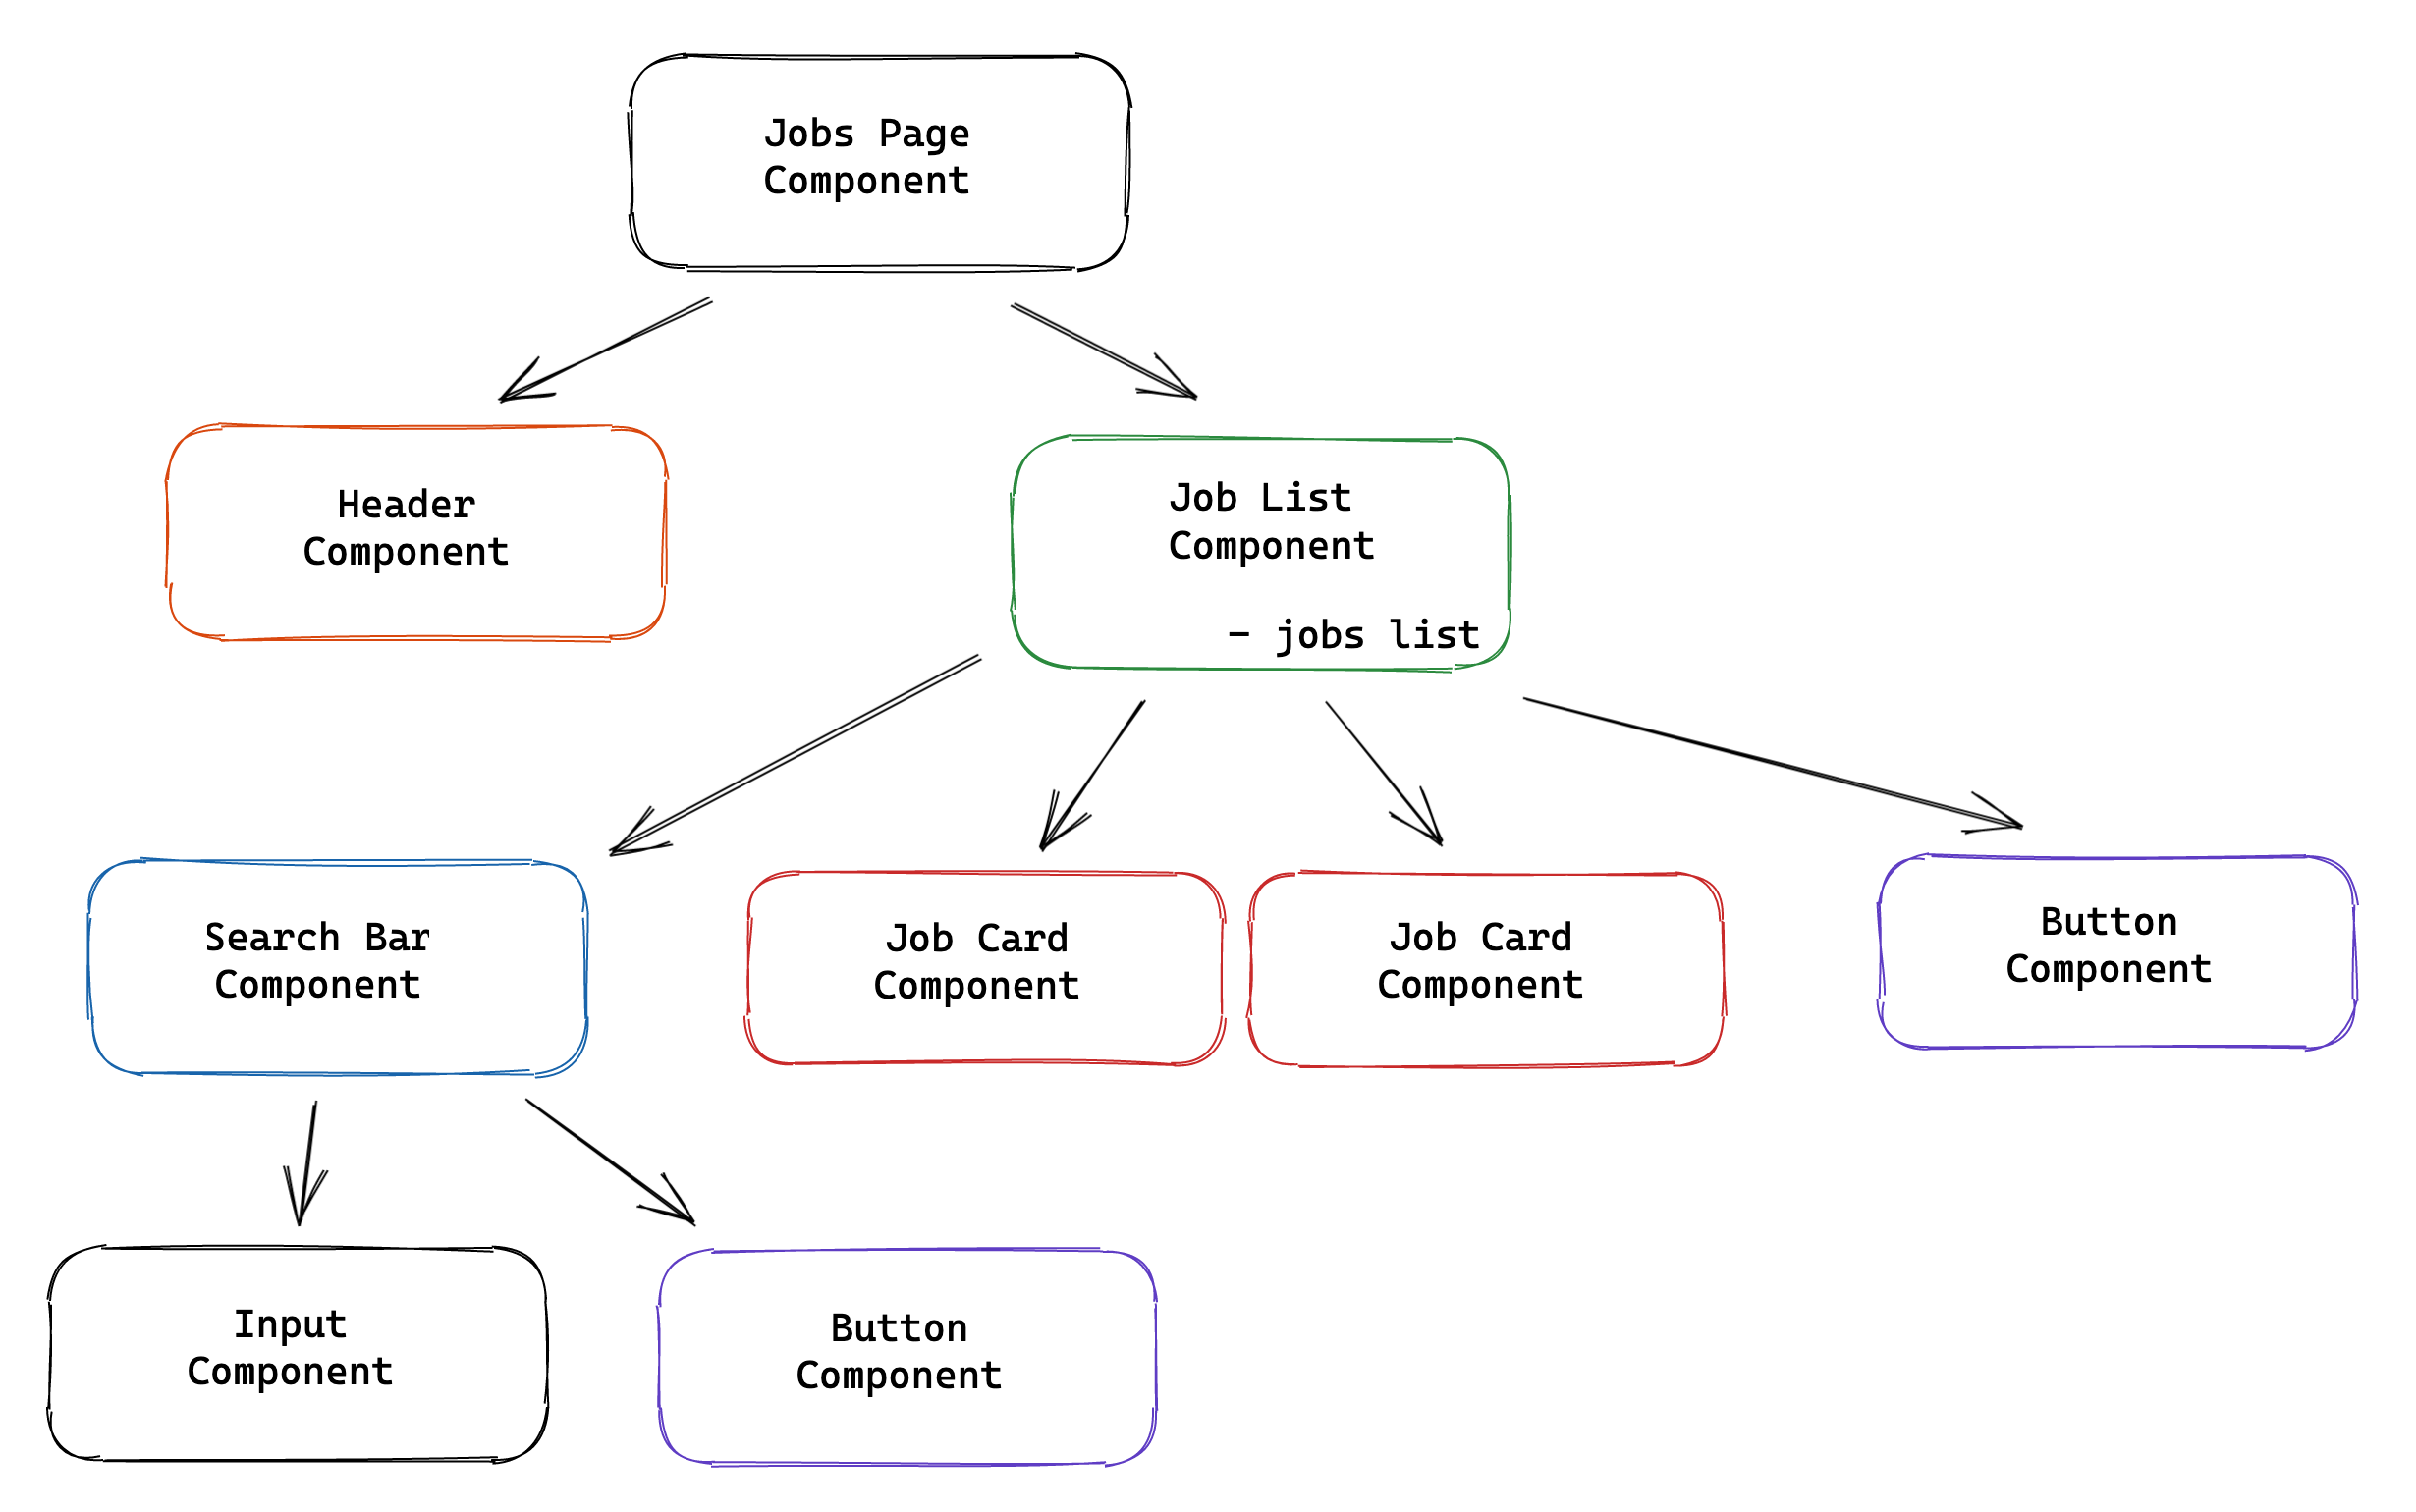 Jobs Page
Component
Header
Component
Job List
Component
– jobs list
Search Bar
Component
Job Card
Component
Job Card
Component
Button
Component
Input
Component
Button
Component